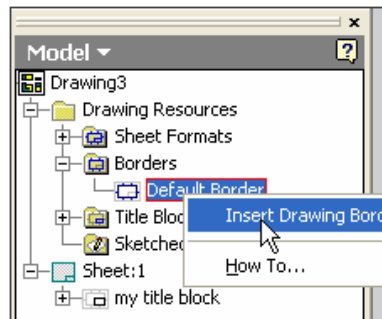 Model
Drawing3
Drawing Resources
Sheet Formats
Borders
Default Border
Title Bloc
Insert Drawing Bord
Sketched
How To...
Sheet:1
my title block